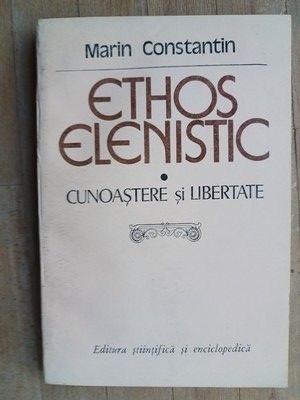 Marin Constantin
ETHOS
ELENISTIC
•
CUNOAȘTERE și LIBERTATE
Editura științifică și enciclopedică